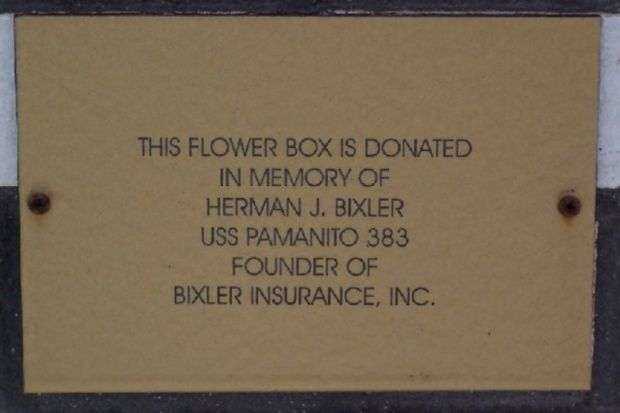 THIS FLOWER BOX IS DONATED
IN MEMORY OF
HERMAN J. BIXLER
USS PAMANITO 383
FOUNDER OF
BIXLER INSURANCE, INC.